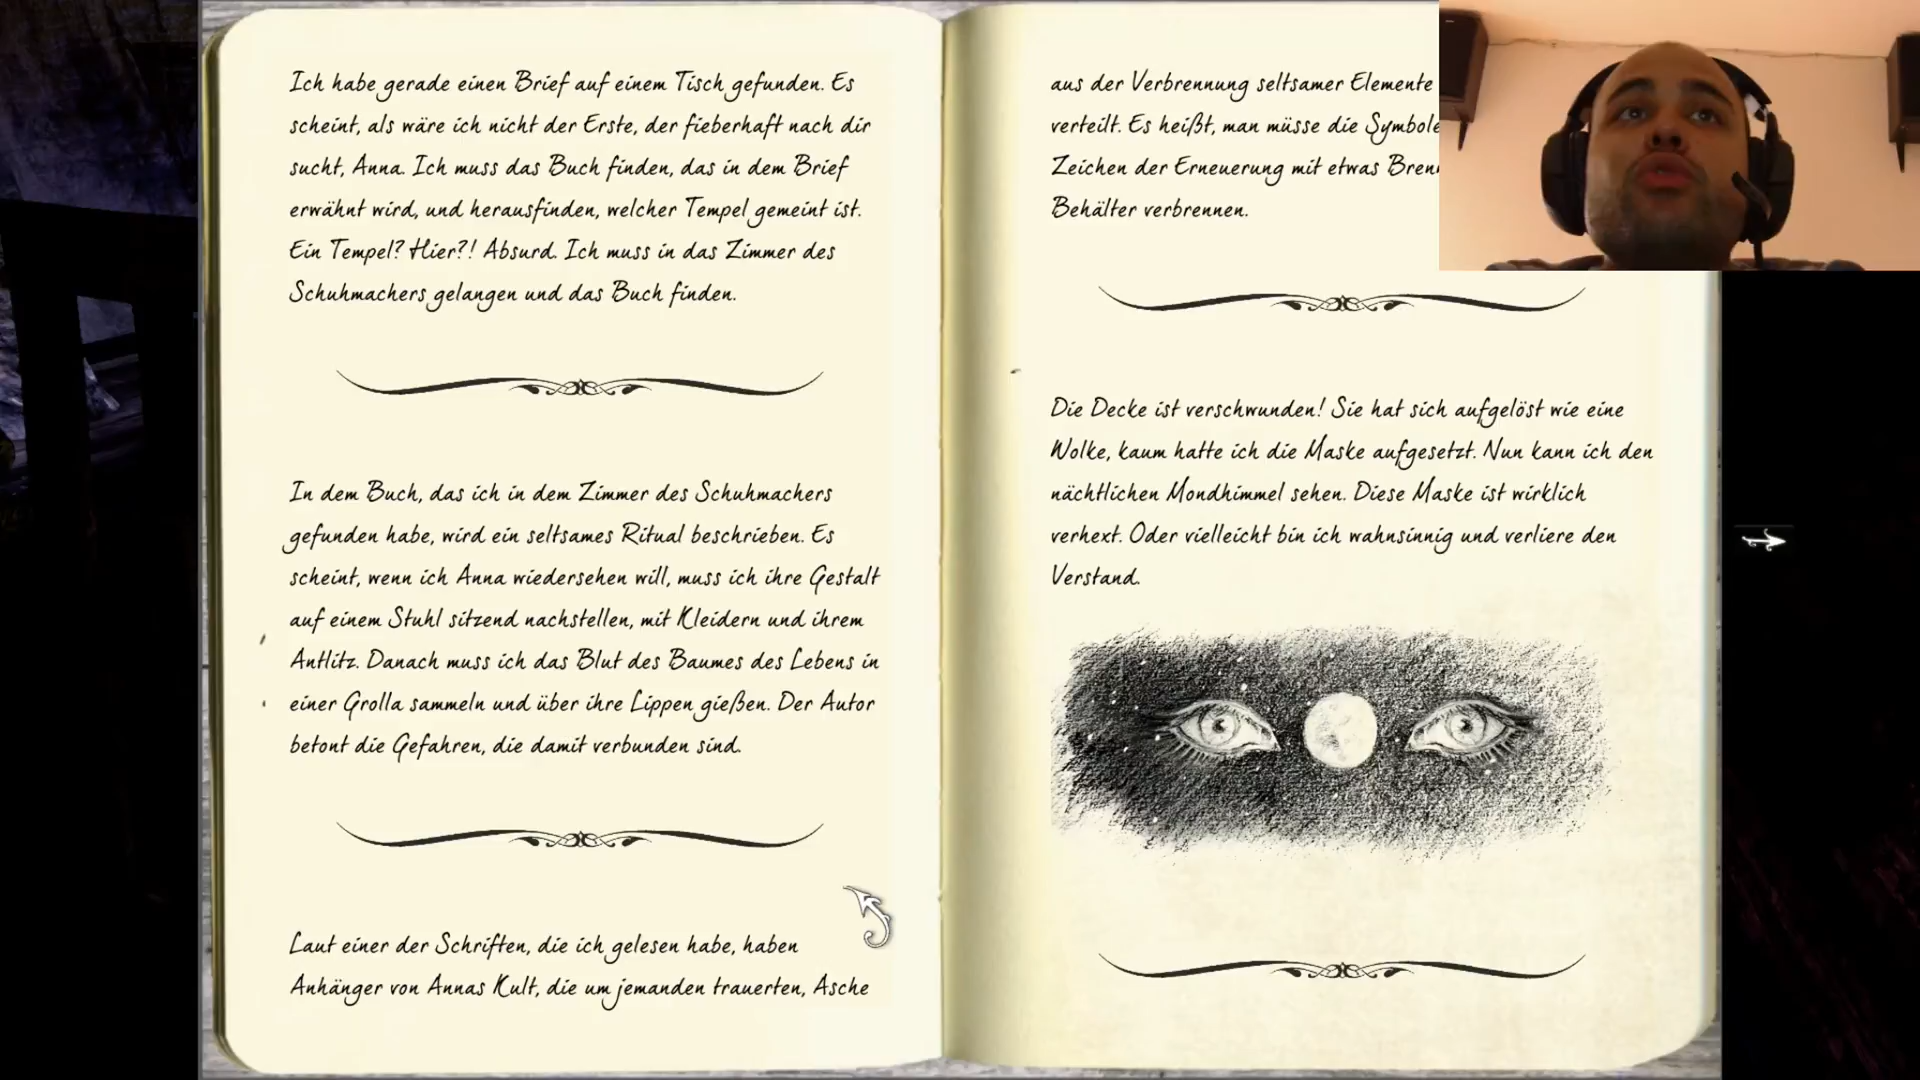 Ich habe gerade einen Brief auf einem Tisch gefunden. Es
scheint, als wäre ich nicht der Erste, der fieberhaft nach dir
sucht, Anna. Ich muss das Buch finden, das in dem Brief
erwähnt wird, und herausfinden, welcher Tempel gemeint ist.
Ein Tempel? Hier?! Absurd. Ich muss in das Zimmer des
Schuhmachers gelangen und das Buch finden.
In dem Buch, das ich in dem Zimmer des Schuhmachers
gefunden habe, wird ein seltsames Ritual beschrieben. Es
scheint, wenn ich Anna wiedersehen will, muss ich ihre Gestalt
auf einem Stuhl sitzend nachstellen, mit Kleidern und ihrem
Antlitz. Danach muss ich das Blut des Baumes des Lebens in
einer Grolla sammeln und über ihre Lippen gießen. Der Autor
betont die Gefahren, die damit verbunden sind.
Laut einer der Schriften, die ich gelesen habe, haben
Anhänger von Annas Kult, die um jemanden trauerten, Asche
aus der Verbrennung seltsamer Elemente
verteilt. Es heißt, man müsse die Symbole
Zeichen der Erneuerung mit etwas
Behälter verbrennen.
Die Decke ist verschwunden! Sie hat sich aufgelöst wie eine
Wolke, kaum hatte ich die Maske aufgesetzt. Nun kann ich den
nächtlichen Mondhimmel sehen. Diese Maske ist wirklich
verhext. Oder vielleicht bin ich wahnsinnig und verliere den
Verstand.